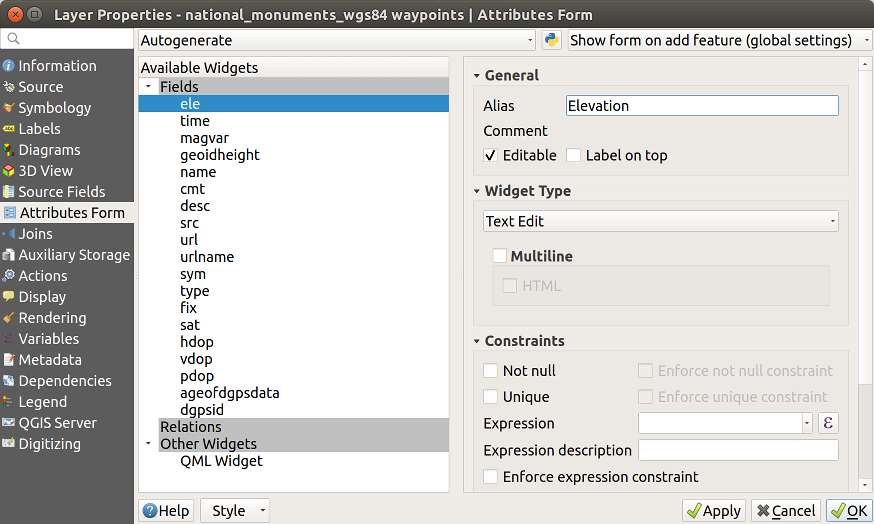 Layer Properties - national_monuments_wgs84 waypoints | Attributes Form
Autogenerate
Show form on add feature (global settings)
Information
Source
Symbology
Labels
Diagrams
3D View
Source Fields
Attributes Form
Joins
Auxiliary Storage
Actions
Display
Rendering
Variables
Metadata
Dependencies
Legend
QGIS Server
Digitizing
Available Widgets
Fields
ele
time
magvar
geoidheight
name
cmt
desc
src
url
urlname
sym
type
fix
sat
hdop
vdop
pdop
ageofdgpsdata
dgpsid
Relations
Other Widgets
QML Widget
General
Alias Elevation
Comment
Editable Label on top
Widget Type
Text Edit
Multiline
HTML
Constraints
Not null Enforce not null constraint
Unique Enforce unique constraint
Expression ε
Expression description
Enforce expression constraint
Help Style Apply Cancel OK